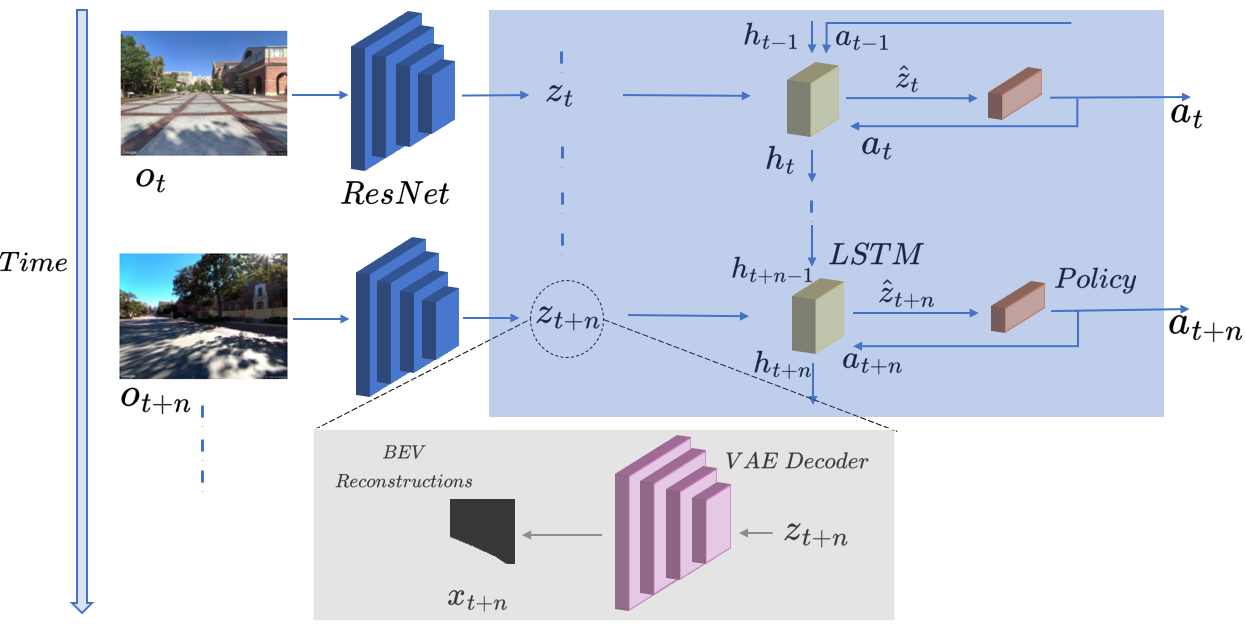 h_{t-1}
a_{t-1}
z_t
\hat{z}_t
a_t
a_t
h_t
o_t
ResNet
Time
LSTM
h_{t+n-1}
\hat{z}_{t+n}
Policy
z_{t+n}
a_{t+n}
h_{t+n}
a_{t+n}
o_{t+n}
BEV
Reconstructions
VAE Decoder
z_{t+n}
x_{t+n}